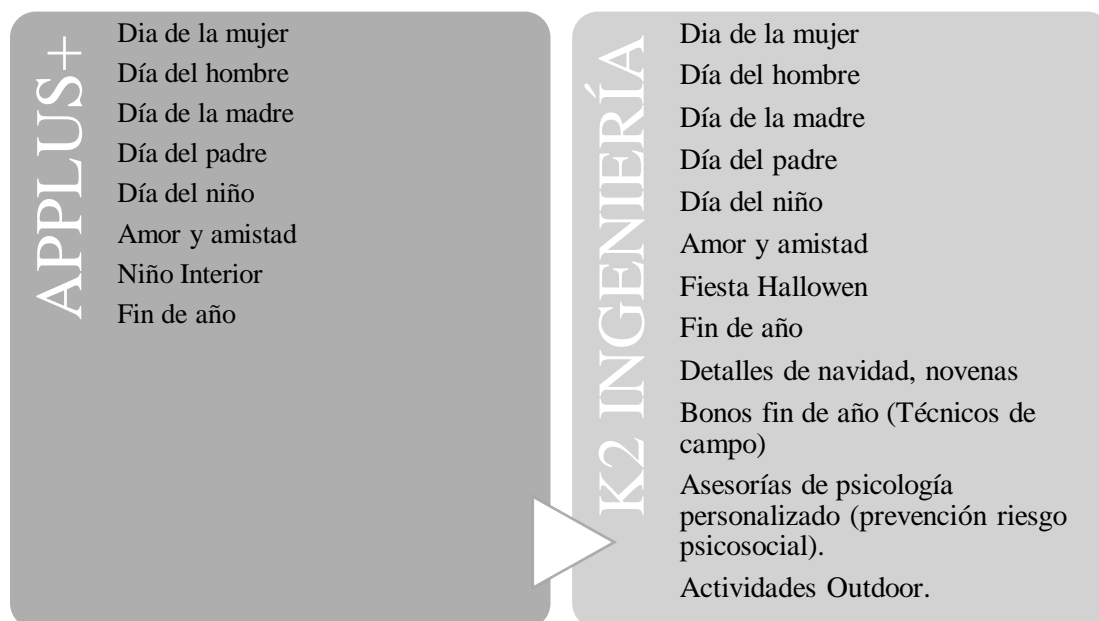 APPLUS+
Dia de la mujer
Día del hombre
Día de la madre
Día del padre
Día del niño
Amor y amistad
Niño Interior
Fin de año
K2 INGENIERÍA
Dia de la mujer
Día del hombre
Día de la madre
Día del padre
Día del niño
Amor y amistad
Fiesta Hallowen
Fin de año
Detalles de navidad, novenas
Bonos fin de año (Técnicos de
campo)
Asesorías de psicología
personalizado (prevención riesgo
psicosocial).
Actividades Outdoor.